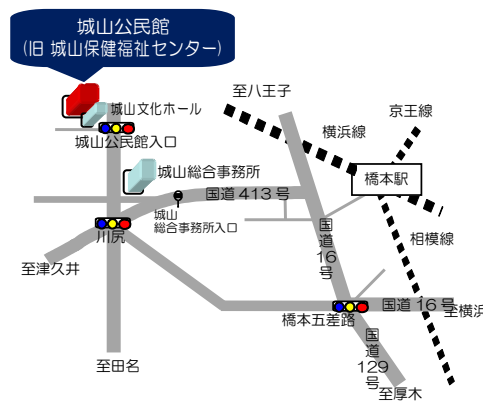 城山公民館
(旧 城山保健福祉センター)
至八王子
京王線
城山文化ホール
横浜線
城山公民館入口
城山総合事務所
橋本駅
国道 413 号
城山
総合事務所入口
国道16号
川尻
相模線
至津久井
国道 16 号
至横浜
橋本五差路
国道129号
至田名
至厚木